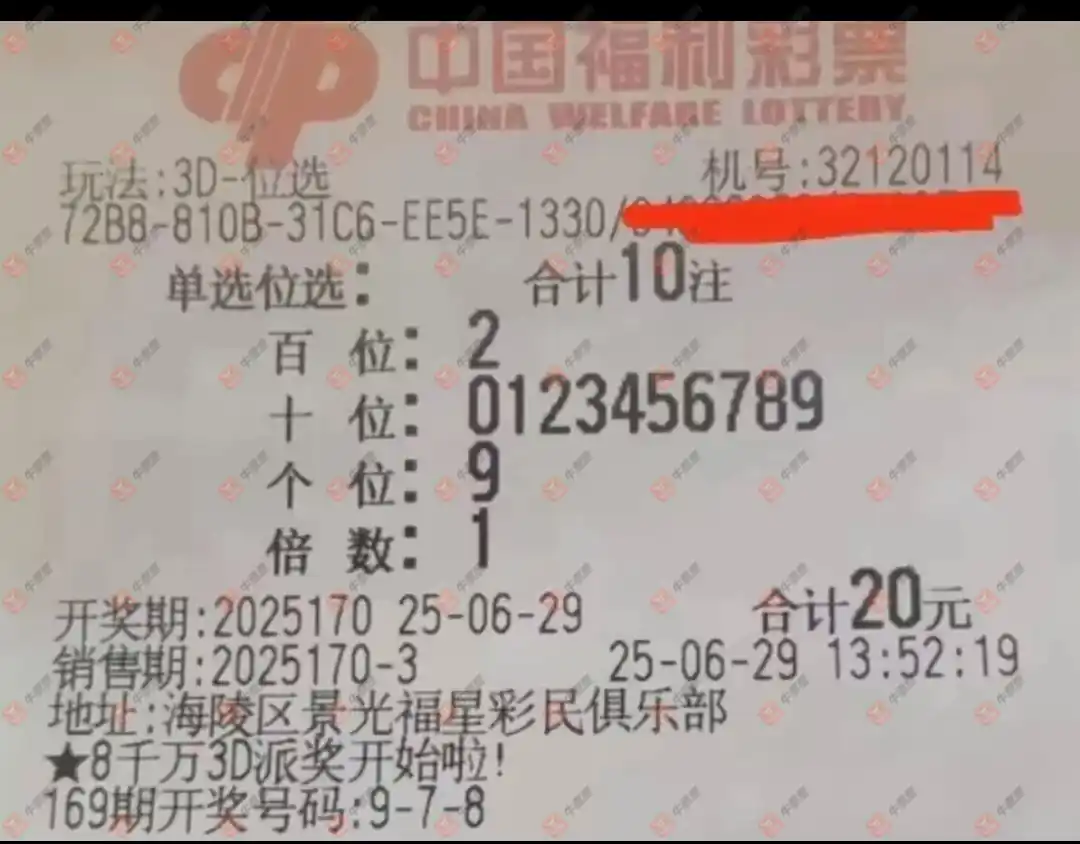 中国福利彩票
CHINA WELFARE LOTTERY
玩法:3D-位选 机号:32120114
72B8-810B-31C6-EE5E-1330/
单选位选: 合计10注
百 位: 2
十 位: 0123456789
个 位: 9
倍 数: 1
开奖期:2025170 25-06-29 合计20元
销售期:2025170-3 25-06-29 13:52:19
地址:海陵区景光福星彩民俱乐部
★8千万3D派奖开始啦!
169期开奖号码:9-7-8